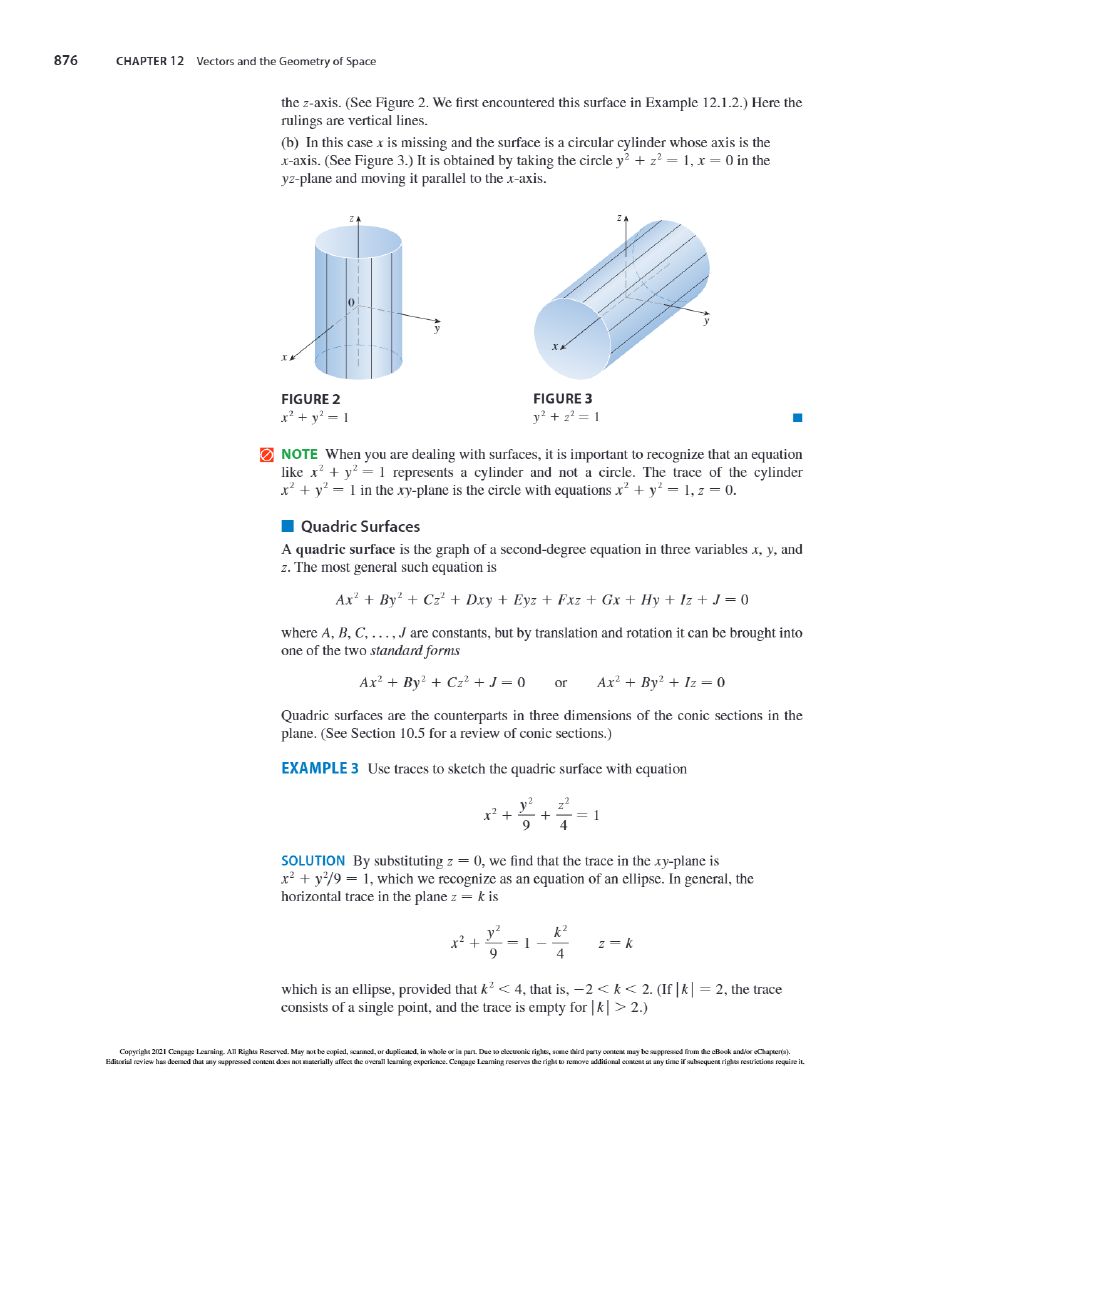 876 CHAPTER 12 Vectors and the Geometry of Space
the z-axis. (See Figure 2. We first encountered this surface in Example 12.1.2.) Here the
rulings are vertical lines.
(b) In this case x is missing and the surface is a circular cylinder whose axis is the
x-axis. (See Figure 3.) It is obtained by taking the circle y² + z² = 1, x = 0 in the
yz-plane and moving it parallel to the x-axis.
z
0
y
x
z
y
x
FIGURE 2
x² + y² = 1
FIGURE 3
y² + z² = 1
NOTE When you are dealing with surfaces, it is important to recognize that an equation
like x² + y² = 1 represents a cylinder and not a circle. The trace of the cylinder
x² + y² = 1 in the xy-plane is the circle with equations x² + y² = 1, z = 0.
Quadric Surfaces
A quadric surface is the graph of a second-degree equation in three variables x, y, and
z. The most general such equation is
Ax² + By² + Cz² + Dxy + Eyz + Fxz + Gx + Hy + Iz + J = 0
where A, B, C, . . . , J are constants, but by translation and rotation it can be brought into
one of the two standard forms
Ax² + By² + Cz² + J = 0 or Ax² + By² + Iz = 0
Quadric surfaces are the counterparts in three dimensions of the conic sections in the
plane. (See Section 10.5 for a review of conic sections.)
EXAMPLE 3 Use traces to sketch the quadric surface with equation
x² + y²/9 + z²/4 = 1
SOLUTION By substituting z = 0, we find that the trace in the xy-plane is
x² + y²/9 = 1, which we recognize as an equation of an ellipse. In general, the
horizontal trace in the plane z = k is
x² + y²/9 = 1 − k²/4 z = k
which is an ellipse, provided that k² < 4, that is, −2 < k < 2. (If |k| = 2, the trace
consists of a single point, and the trace is empty for |k| > 2.)
Copyright 2021 Cengage Learning. All Rights Reserved. May not be copied, scanned, or duplicated, in whole or in part. Due to electronic rights, some third party content may be suppressed from the eBook and/or eChapter(s).
Editorial review has deemed that any suppressed content does not materially affect the overall learning experience. Cengage Learning reserves the right to remove additional content at any time if subsequent rights restrictions require it.